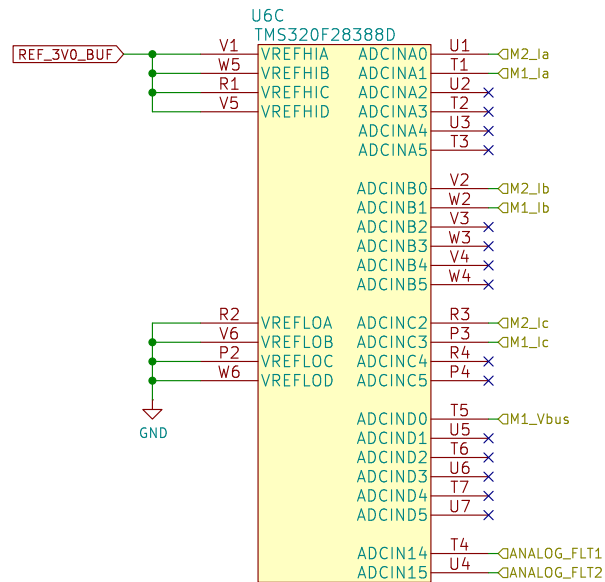 U6C
TMS320F28388D
REF_3V0_BUF V1 VREFHIA ADCINA0 U1 M2_Ia
W5 VREFHIB ADCINA1 T1 M1_Ia
R1 VREFHIC ADCINA2 U2
V5 VREFHID ADCINA3 T2
ADCINA4 U3
ADCINA5 T3
ADCINB0 V2 M2_Ib
ADCINB1 W2 M1_Ib
ADCINB2 V3
ADCINB3 W3
ADCINB4 V4
ADCINB5 W4
R2 VREFLOA ADCINC2 R3 M2_Ic
V6 VREFLOB ADCINC3 P3 M1_Ic
P2 VREFLOC ADCINC4 R4
W6 VREFLOD ADCINC5 P4
GND
ADCIND0 T5 M1_Vbus
ADCIND1 U5
ADCIND2 T6
ADCIND3 U6
ADCIND4 T7
ADCIND5 U7
ADCIN14 T4 ANALOG_FLT1
ADCIN15 U4 ANALOG_FLT2